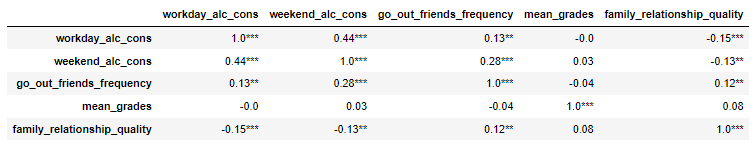 workday_alc_cons weekend_alc_cons go_out_friends_frequency mean_grades family_relationship_quality
workday_alc_cons 1.0*** 0.44*** 0.13** -0.0 -0.15***
weekend_alc_cons 0.44*** 1.0*** 0.28*** 0.03 -0.13**
go_out_friends_frequency 0.13** 0.28*** 1.0*** -0.04 0.12**
mean_grades -0.0 0.03 -0.04 1.0*** 0.08
family_relationship_quality -0.15*** -0.13** 0.12** 0.08 1.0***